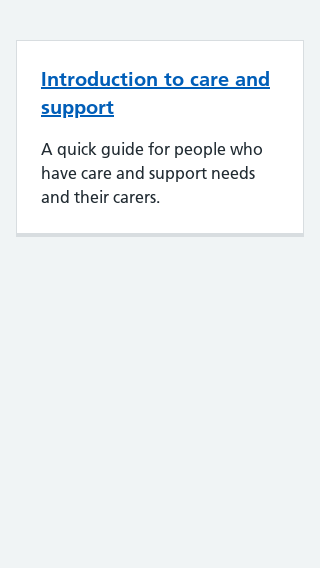 Introduction to care and
support
A quick guide for people who
have care and support needs
and their carers.